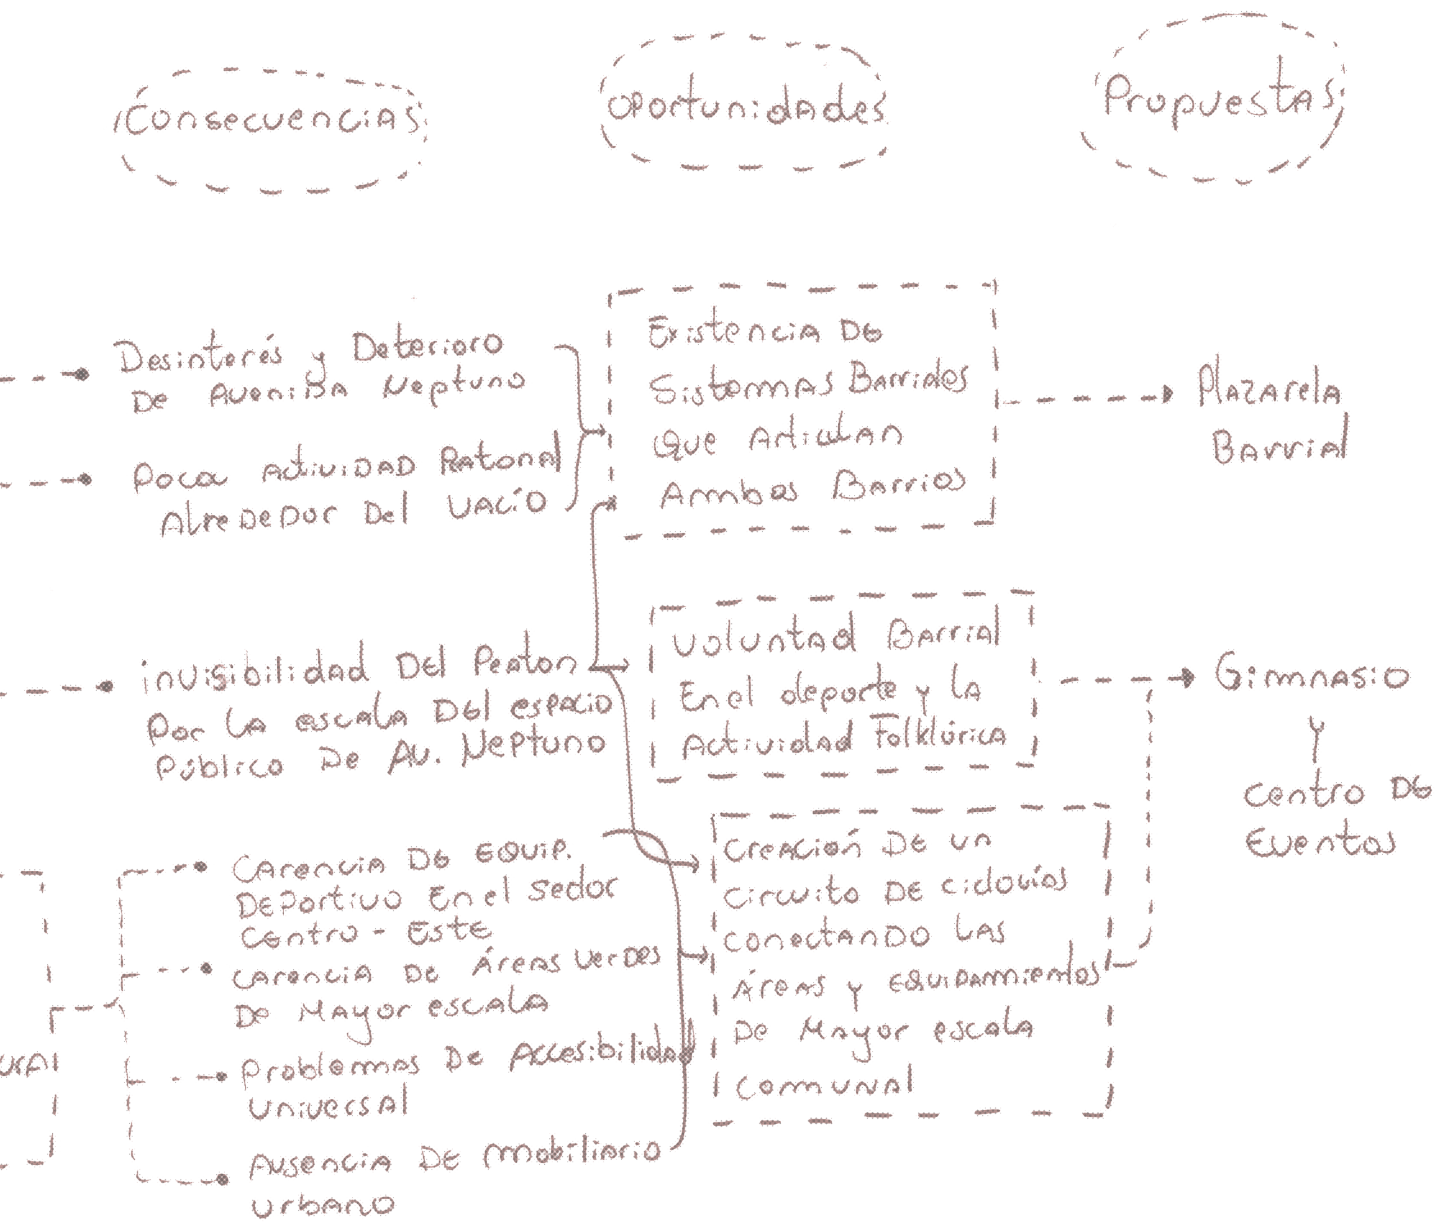 Consecuencias
Oportunidades
Propuestas
Desinterés y Deterioro
De Avenida Neptuno
Poca actividad Peatonal
Alrededor Del Vacío
invisibilidad Del Peaton
Por la escala Del espacio
Público De Av. Neptuno
Carencia De equip.
Deportivo En el sector
Centro - Este
Carencia De Áreas Verdes
De Mayor escala
Problemas De Accesibilidad
Universal
Ausencia De mobiliario
urbano
Existencia De
Sistemas Barriales
Que Articulan
Ambos Barrios
Voluntad Barrial
En el deporte y la
Actividad Folklórica
Creación De un
circuito De ciclovías
conectando las
Áreas y equipamientos
De Mayor escala
comunal
Plazarela
Barrial
Gimnasio
y
centro De
Eventos